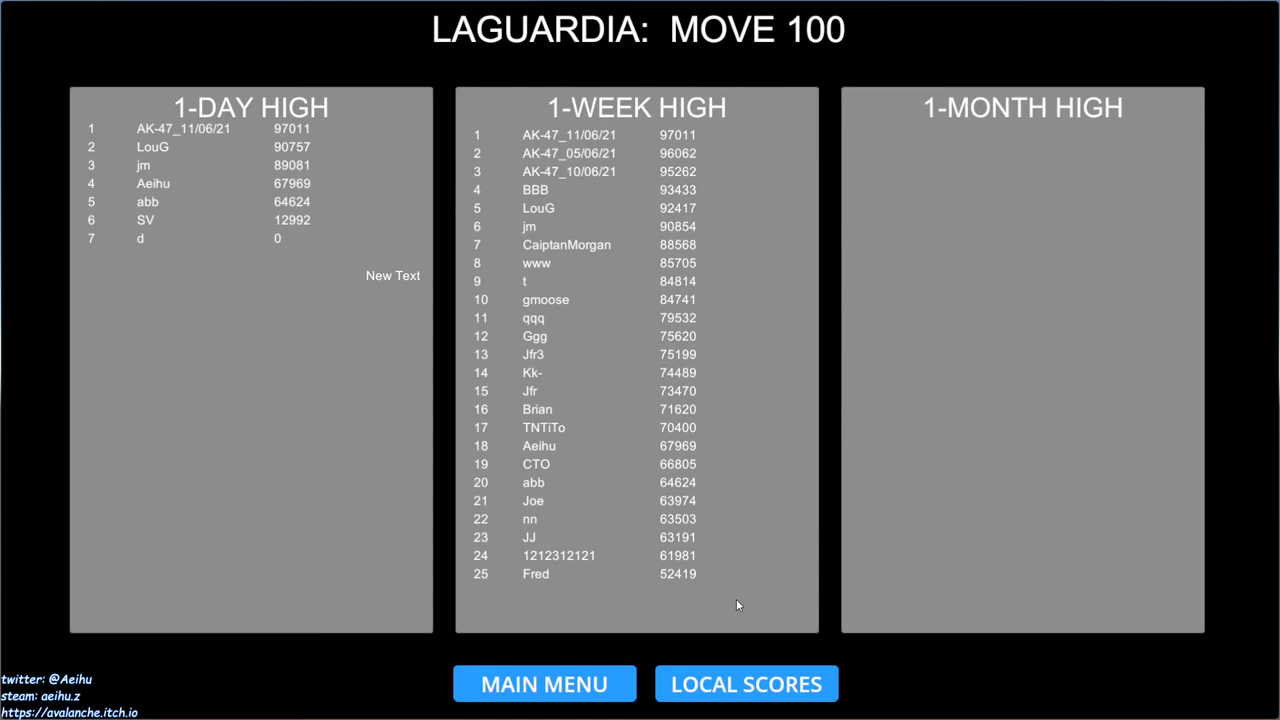 LAGUARDIA: MOVE 100
1-DAY HIGH
1 AK-47_11/06/21 97011
2 LouG 90757
3 jm 89081
4 Aeihu 67969
5 abb 64624
6 SV 12992
7 d 0
New Text
1-WEEK HIGH
1 AK-47_11/06/21 97011
2 AK-47_05/06/21 96062
3 AK-47_10/06/21 95262
4 BBB 93433
5 LouG 92417
6 jm 90854
7 CaiptanMorgan 88568
8 www 85705
9 t 84814
10 gmoose 84741
11 qqq 79532
12 Ggg 75620
13 Jfr3 75199
14 Kk- 74489
15 Jfr 73470
16 Brian 71620
17 TNTiTo 70400
18 Aeihu 67969
19 CTO 66805
20 abb 64624
21 Joe 63974
22 nn 63503
23 JJ 63191
24 1212312121 61981
25 Fred 52419
1-MONTH HIGH
MAIN MENU
LOCAL SCORES
twitter: @Aeihu
steam: aeihu.z
https://avalanche.itch.io